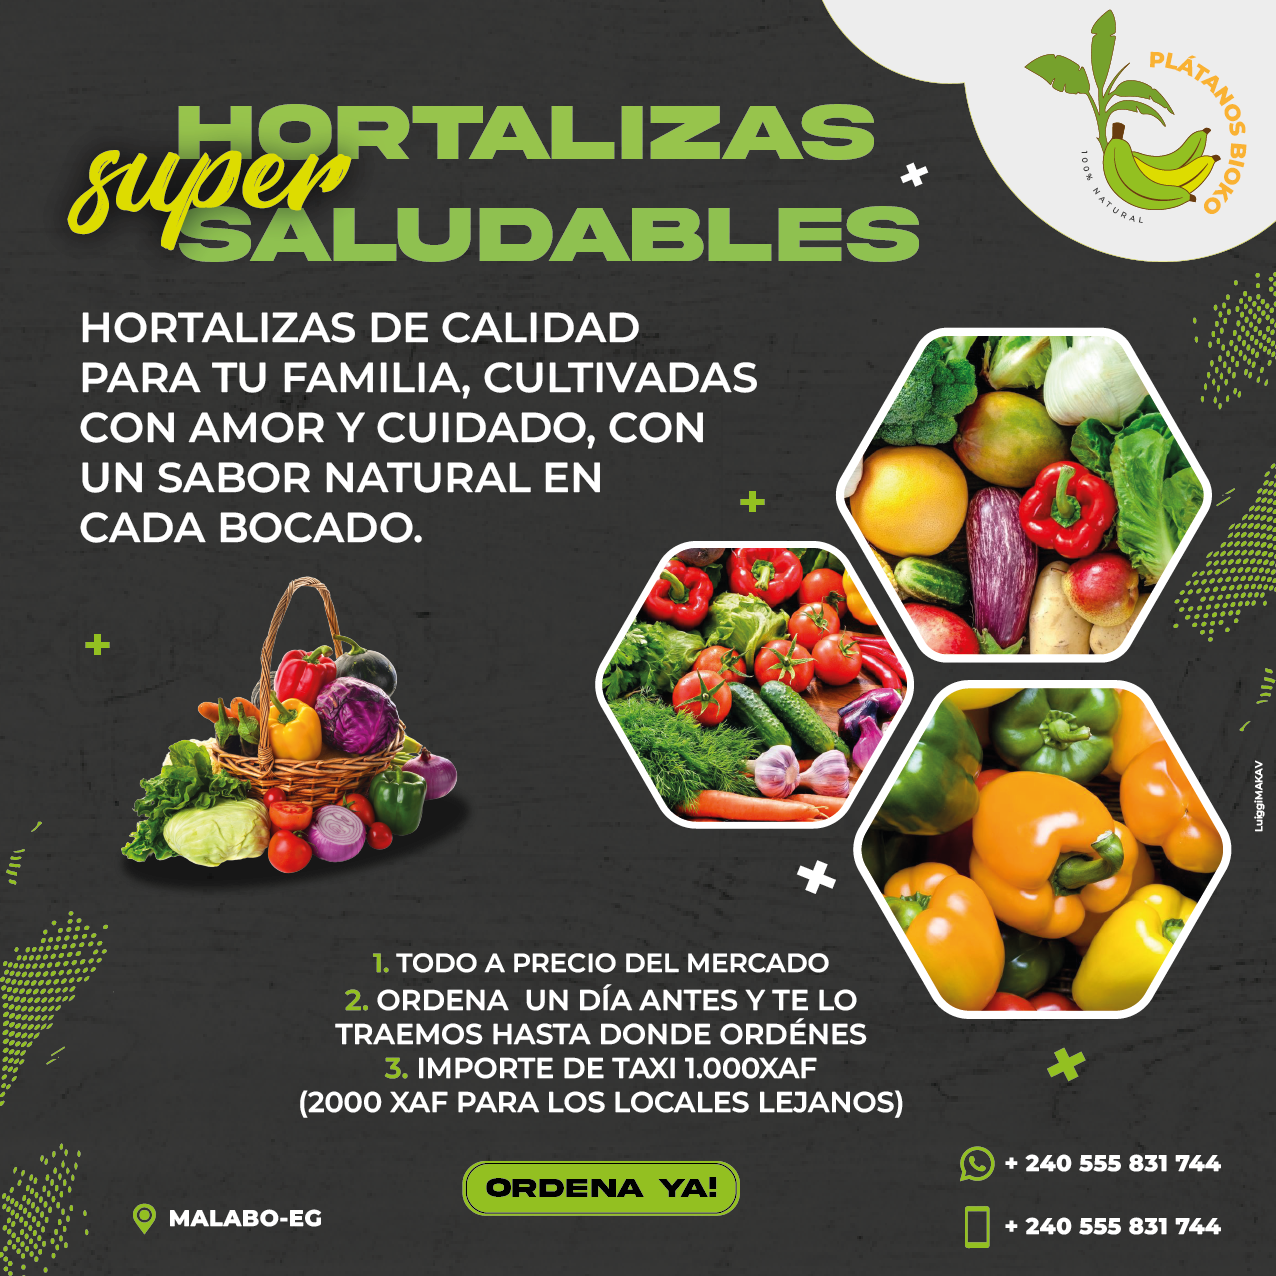 PLÁTANOS BIOKO
100% NATURAL
HORTALIZAS
super
SALUDABLES
HORTALIZAS DE CALIDAD
PARA TU FAMILIA, CULTIVADAS
CON AMOR Y CUIDADO, CON
UN SABOR NATURAL EN
CADA BOCADO.
LuiggiMAKAV
1. TODO A PRECIO DEL MERCADO
2. ORDENA UN DÍA ANTES Y TE LO
TRAEMOS HASTA DONDE ORDÉNES
3. IMPORTE DE TAXI 1.000XAF
(2000 XAF PARA LOS LOCALES LEJANOS)
ORDENA YA!
MALABO-EG
+ 240 555 831 744
+ 240 555 831 744